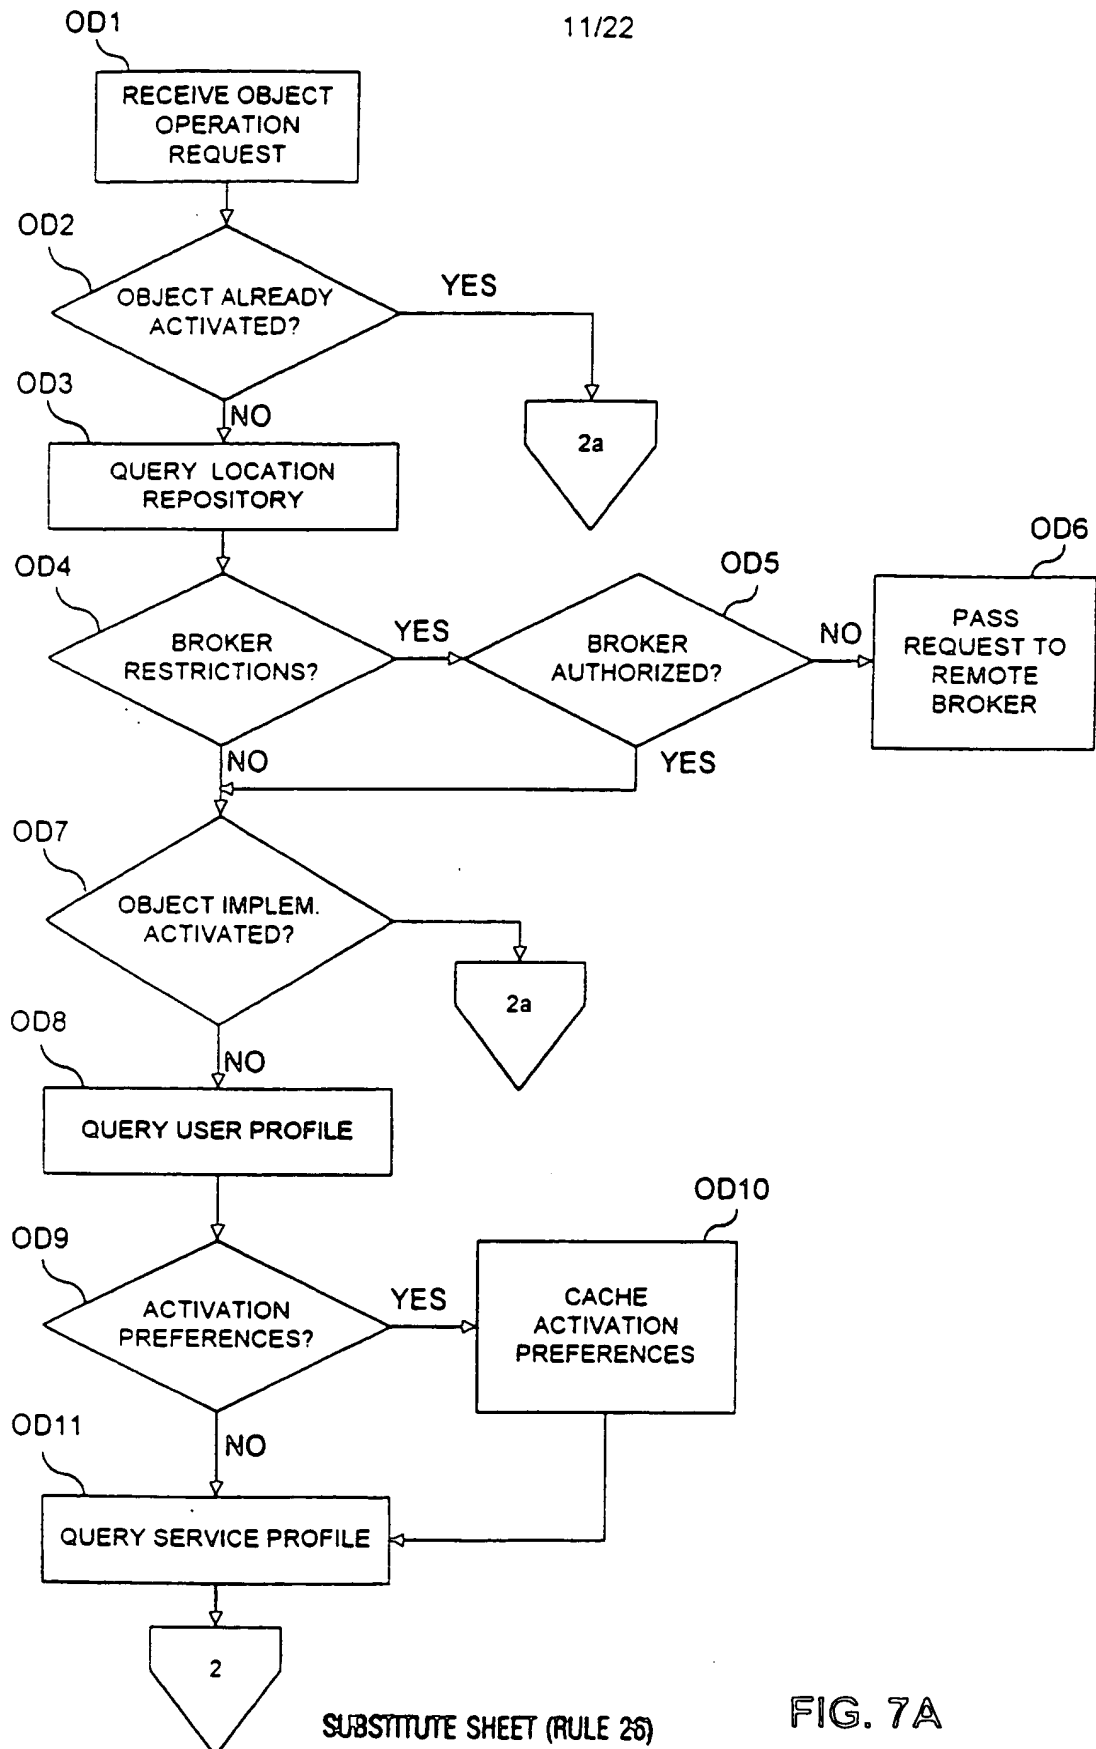 11/22
OD1
RECEIVE OBJECT
OPERATION
REQUEST
OD2
OBJECT ALREADY
ACTIVATED?
YES
2a
NO
OD3
QUERY LOCATION
REPOSITORY
OD4
BROKER
RESTRICTIONS?
YES
OD5
BROKER
AUTHORIZED?
NO
OD6
PASS
REQUEST TO
REMOTE
BROKER
NO
YES
OD7
OBJECT IMPLEM.
ACTIVATED?
2a
NO
OD8
QUERY USER PROFILE
OD9
ACTIVATION
PREFERENCES?
YES
OD10
CACHE
ACTIVATION
PREFERENCES
NO
OD11
QUERY SERVICE PROFILE
2
SUBSTITUTE SHEET (RULE 26)
FIG. 7A